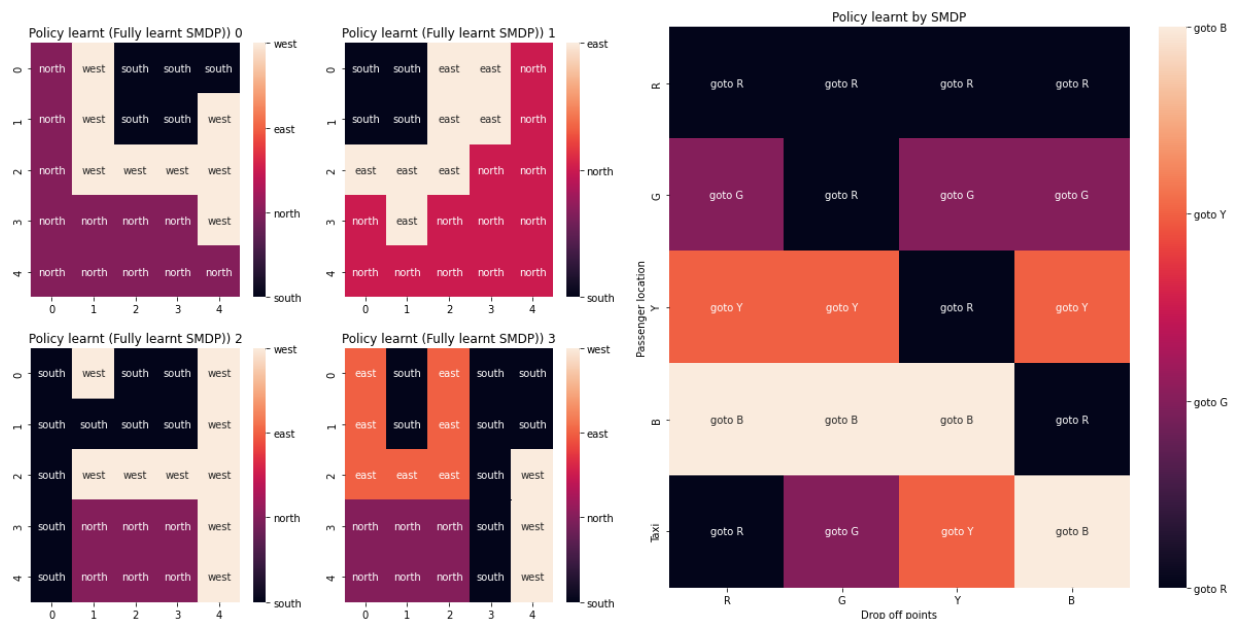 Policy learnt (Fully learnt SMDP)) 0
north west south south south
north west south south west
north west west west west
north north north north west
north north north north north
0 1 2 3 4
0 1 2 3 4
west
east
north
south
Policy learnt (Fully learnt SMDP)) 1
south south east east north
south south east east north
east east east north north
north east north north north
north north north north north
0 1 2 3 4
0 1 2 3 4
east
north
south
Policy learnt (Fully learnt SMDP)) 2
south west south south west
south south south south west
south west west west west
south north north north west
south north north north west
0 1 2 3 4
0 1 2 3 4
west
east
north
south
Policy learnt (Fully learnt SMDP)) 3
east south east south south
east south east south south
east east east south west
north north north south west
north north north south west
0 1 2 3 4
0 1 2 3 4
west
east
north
south
Policy learnt by SMDP
Passenger location
R goto R goto R goto R goto R
G goto G goto R goto G goto G
Y goto Y goto Y goto R goto Y
B goto B goto B goto B goto R
Taxi goto R goto G goto Y goto B
R G Y B
Drop off points
goto B
goto Y
goto G
goto R